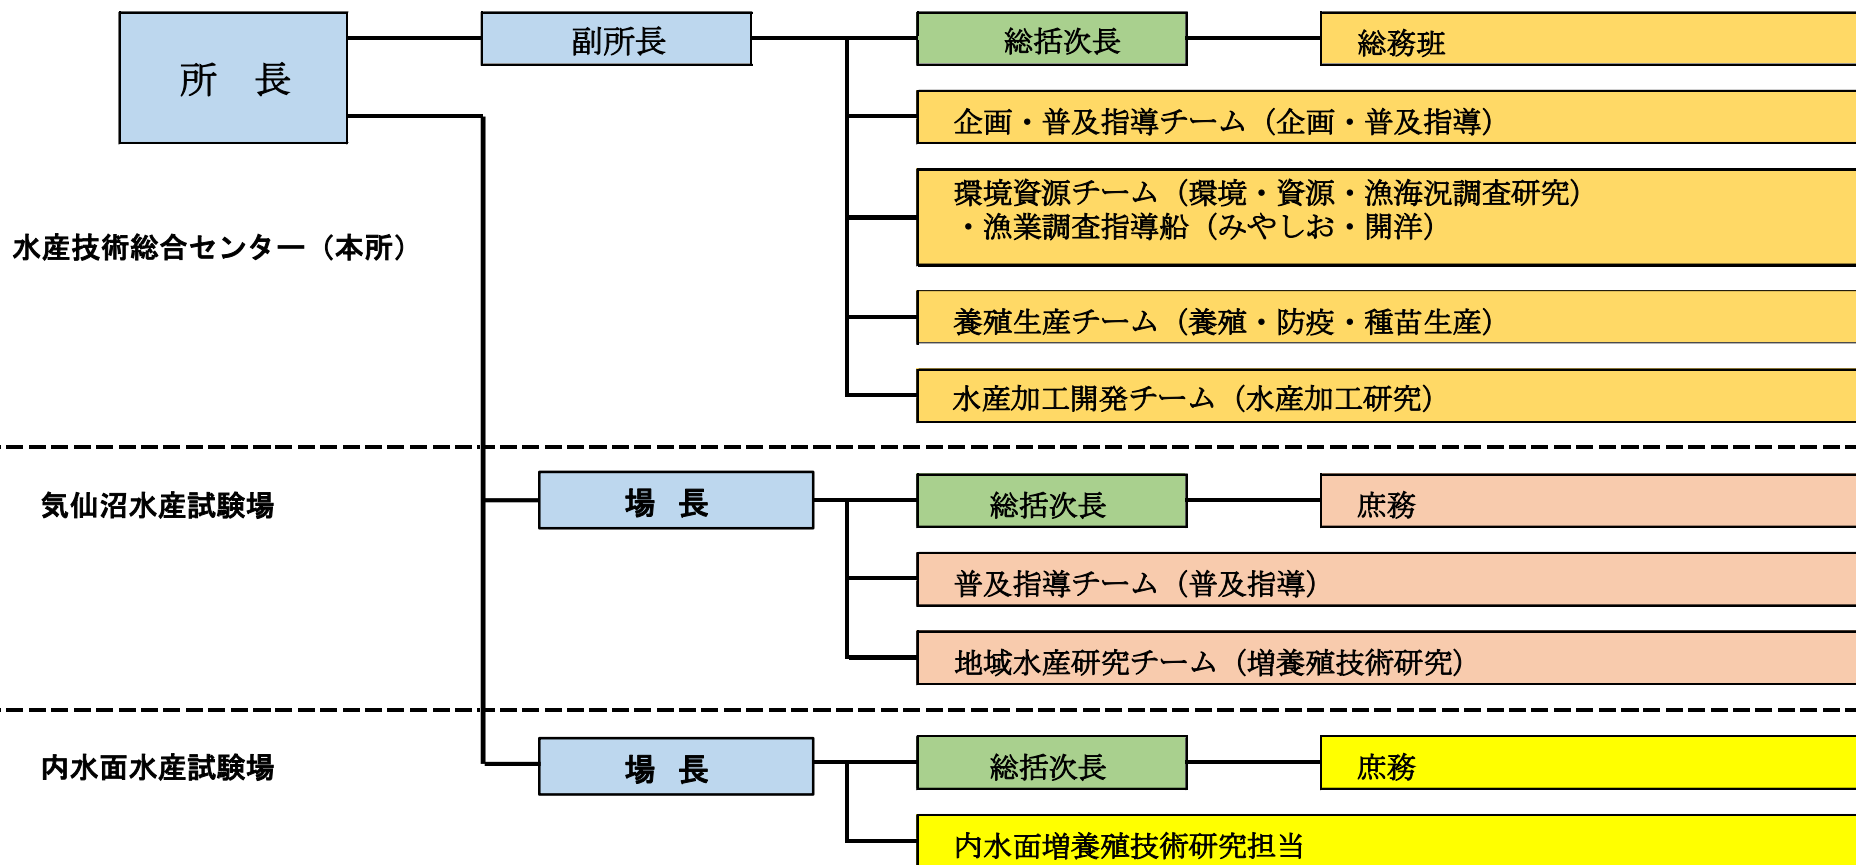 所　長
副所長
総括次長
総務班
企画・普及指導チーム（企画・普及指導）
環境資源チーム（環境・資源・漁海況調査研究）
・漁業調査指導船（みやしお・開洋）
水産技術総合センター（本所）
養殖生産チーム（養殖・防疫・種苗生産）
水産加工開発チーム（水産加工研究）
気仙沼水産試験場
場　長
総括次長
庶務
普及指導チーム（普及指導）
地域水産研究チーム（増養殖技術研究）
内水面水産試験場
場　長
総括次長
庶務
内水面増養殖技術研究担当